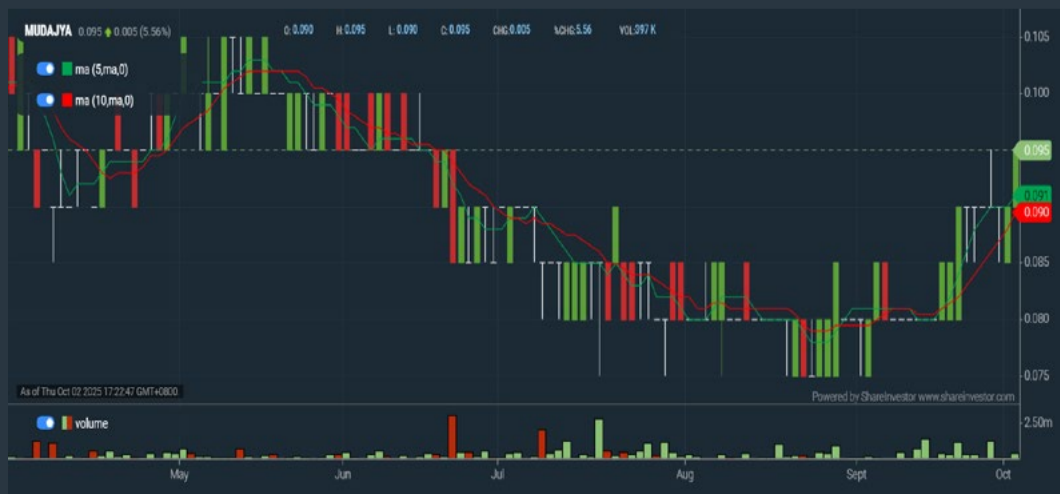 MUDAJYA 0.095 0.005 (5.56%) O: 0.090 H: 0.095 L: 0.090 C: 0.095 CHG: 0.005 %CHG: 5.56 VOL: 397 K
ma (5,ma,0)
ma (10,ma,0)
0.105
0.100
0.095
0.091
0.090
0.085
0.080
0.075
As of Thu Oct 02 2025 17:22:47 GMT+0800.
Powered by ShareInvestor www.shareinvestor.com
volume
2.50m
May Jun Jul Aug Sept Oct